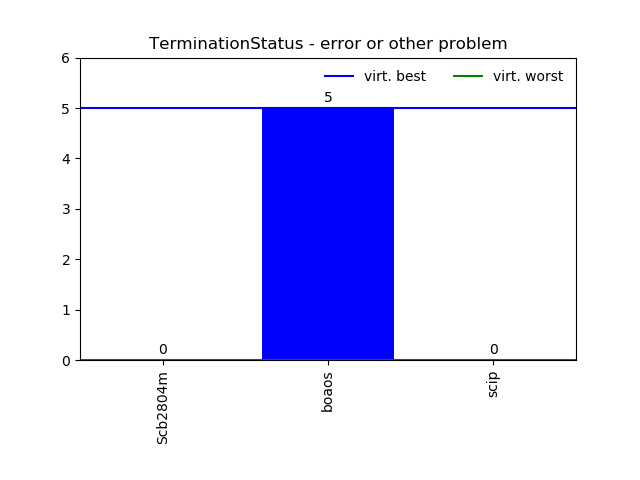 TerminationStatus - error or other problem
virt. best
virt. worst
6
5
4
3
2
1
0
0
5
0
Scb2804m
boaos
scip